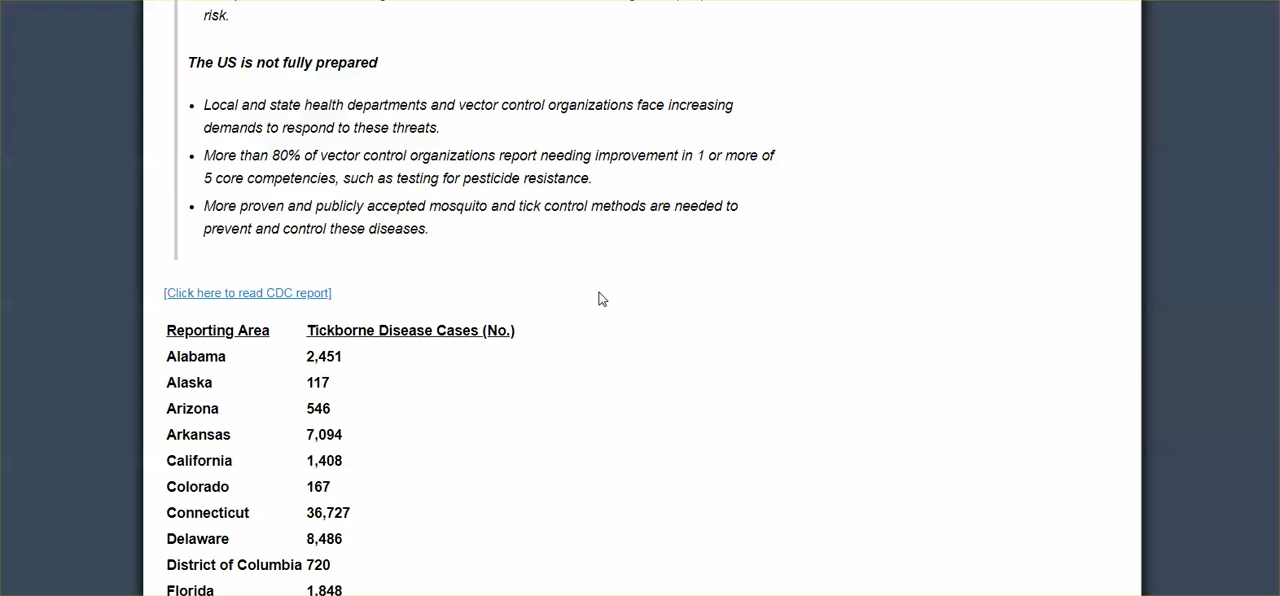 risk.
The US is not fully prepared
• Local and state health departments and vector control organizations face increasing
demands to respond to these threats.
• More than 80% of vector control organizations report needing improvement in 1 or more of
5 core competencies, such as testing for pesticide resistance.
• More proven and publicly accepted mosquito and tick control methods are needed to
prevent and control these diseases.
[Click here to read CDC report]
Reporting Area Tickborne Disease Cases (No.)
Alabama 2,451
Alaska 117
Arizona 546
Arkansas 7,094
California 1,408
Colorado 167
Connecticut 36,727
Delaware 8,486
District of Columbia 720
Florida 1,848